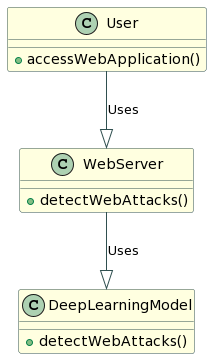 C User
accessWebApplication()
Uses
C WebServer
detectWebAttacks()
Uses
C DeepLearningModel
detectWebAttacks()